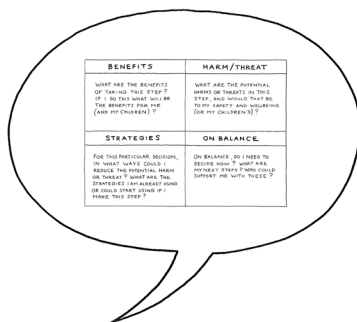 BENEFITS
WHAT ARE THE BENEFITS
OF TAKING THIS STEP?
IF I DO THIS WHAT WILL BE
THE BENEFITS FOR ME
(AND MY CHILDREN)?
HARM/THREAT
WHAT ARE THE POTENTIAL
HARMS OR THREATS IN THIS
STEP, AND WOULD THAT BE
TO MY SAFETY AND WELLBEING
(OR MY CHILDREN'S)?
STRATEGIES
FOR THIS PARTICULAR DECISION,
IN WHAT WAYS COULD I
REDUCE THE POTENTIAL HARM
OR THREAT? WHAT ARE THE
STRATEGIES I AM ALREADY USING
OR COULD START USING IF I
MAKE THIS STEP?
ON BALANCE
ON BALANCE, DO I NEED TO
DECIDE NOW? WHAT ARE
MY NEXT STEPS? WHO COULD
SUPPORT ME WITH THESE?